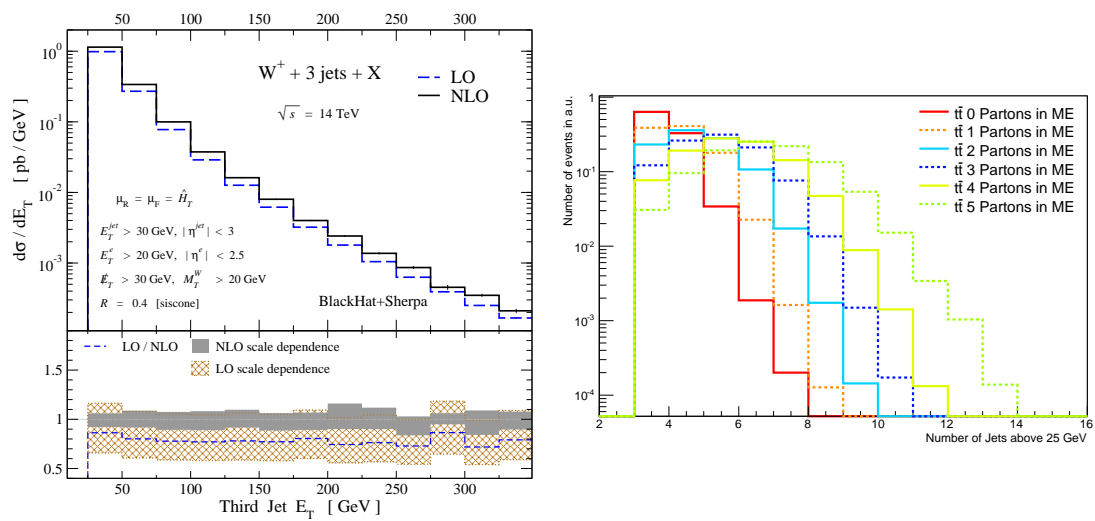 50 100 150 200 250 300
10^0
10^-1
10^-2
10^-3
dσ/dE_T [ pb / GeV ]
W^+ + 3 jets + X
√s = 14 TeV
LO
NLO
μ_R = μ_F = Ĥ_T
E_T^jet > 30 GeV, | η^jet | < 3
E_T^e > 20 GeV, | η^e | < 2.5
E̸_T > 30 GeV, M_T^W > 20 GeV
R = 0.4 [siscone]
BlackHat+Sherpa
LO / NLO
NLO scale dependence
LO scale dependence
2
1.5
1
0.5
50 100 150 200 250 300
Third Jet E_T [ GeV ]
Number of events in a.u.
1
10^-1
10^-2
10^-3
10^-4
tt̄ 0 Partons in ME
tt̄ 1 Partons in ME
tt̄ 2 Partons in ME
tt̄ 3 Partons in ME
tt̄ 4 Partons in ME
tt̄ 5 Partons in ME
2 4 6 8 10 12 14 16
Number of Jets above 25 GeV